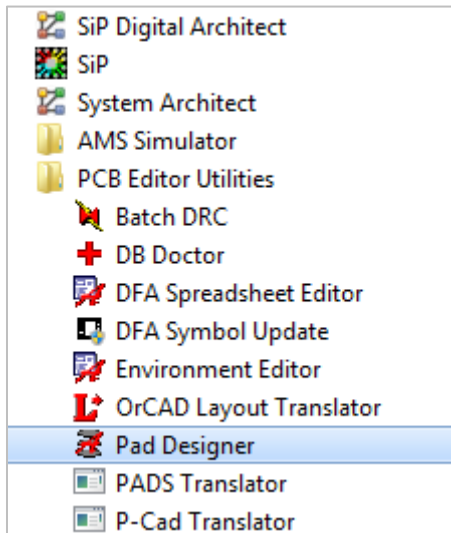 SiP Digital Architect
SiP
System Architect
AMS Simulator
PCB Editor Utilities
Batch DRC
DB Doctor
DFA Spreadsheet Editor
DFA Symbol Update
Environment Editor
OrCAD Layout Translator
Pad Designer
PADS Translator
P-Cad Translator